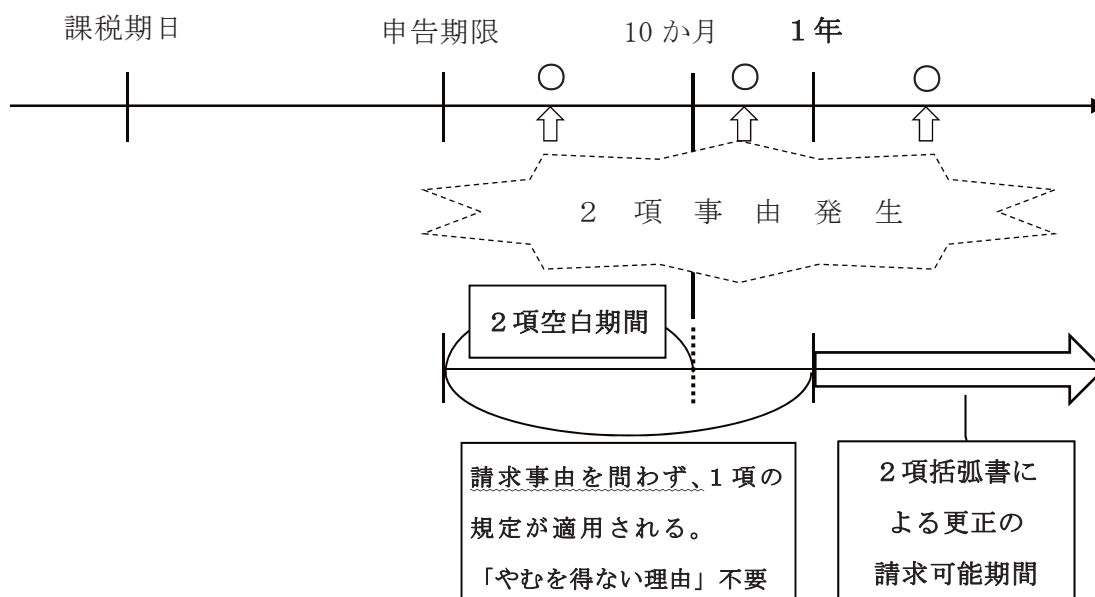 課税期日
申告期限
10か月
1年
2項事由発生
2項空白期間
請求事由を問わず、1項の
規定が適用される。
「やむを得ない理由」不要
2項括弧書に
よる更正の
請求可能期間